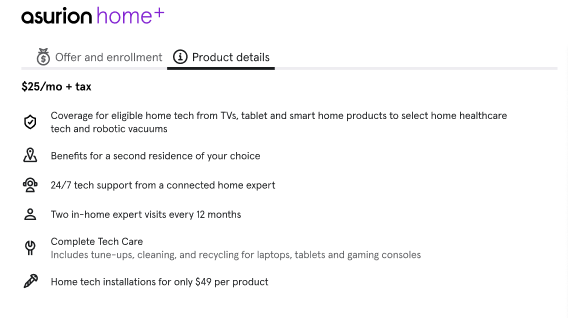 asurion home+
Offer and enrollment
Product details
$25/mo + tax
Coverage for eligible home tech from TVs, tablet and smart home products to select home healthcare
tech and robotic vacuums
Benefits for a second residence of your choice
24/7 tech support from a connected home expert
Two in-home expert visits every 12 months
Complete Tech Care
Includes tune-ups, cleaning, and recycling for laptops, tablets and gaming consoles
Home tech installations for only $49 per product